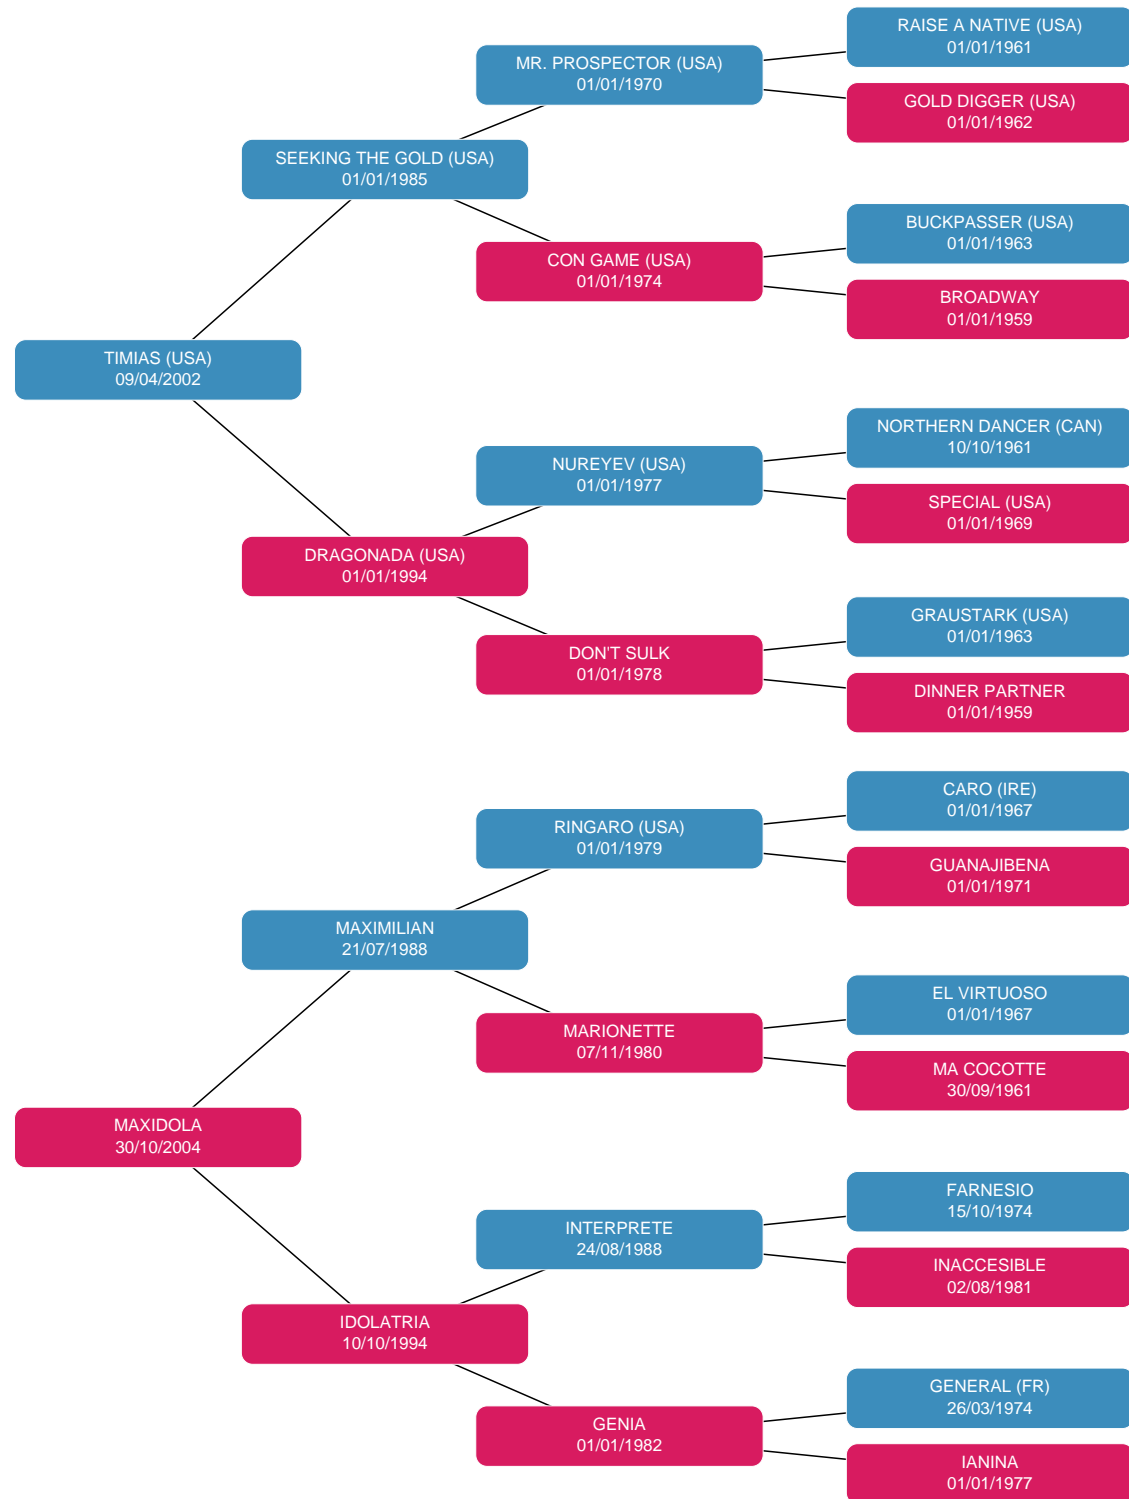 RAISE A NATIVE (USA)
01/01/1961
MR. PROSPECTOR (USA)
01/01/1970
GOLD DIGGER (USA)
01/01/1962
SEEKING THE GOLD (USA)
01/01/1985
BUCKPASSER (USA)
01/01/1963
CON GAME (USA)
01/01/1974
BROADWAY
01/01/1959
TIMIAS (USA)
09/04/2002
NORTHERN DANCER (CAN)
10/10/1961
NUREYEV (USA)
01/01/1977
SPECIAL (USA)
01/01/1969
DRAGONADA (USA)
01/01/1994
GRAUSTARK (USA)
01/01/1963
DON'T SULK
01/01/1978
DINNER PARTNER
01/01/1959
CARO (IRE)
01/01/1967
RINGARO (USA)
01/01/1979
GUANAJIBENA
01/01/1971
MAXIMILIAN
21/07/1988
EL VIRTUOSO
01/01/1967
MARIONETTE
07/11/1980
MA COCOTTE
30/09/1961
MAXIDOLA
30/10/2004
FARNESIO
15/10/1974
INTERPRETE
24/08/1988
INACCESIBLE
02/08/1981
IDOLATRIA
10/10/1994
GENERAL (FR)
26/03/1974
GENIA
01/01/1982
IANINA
01/01/1977